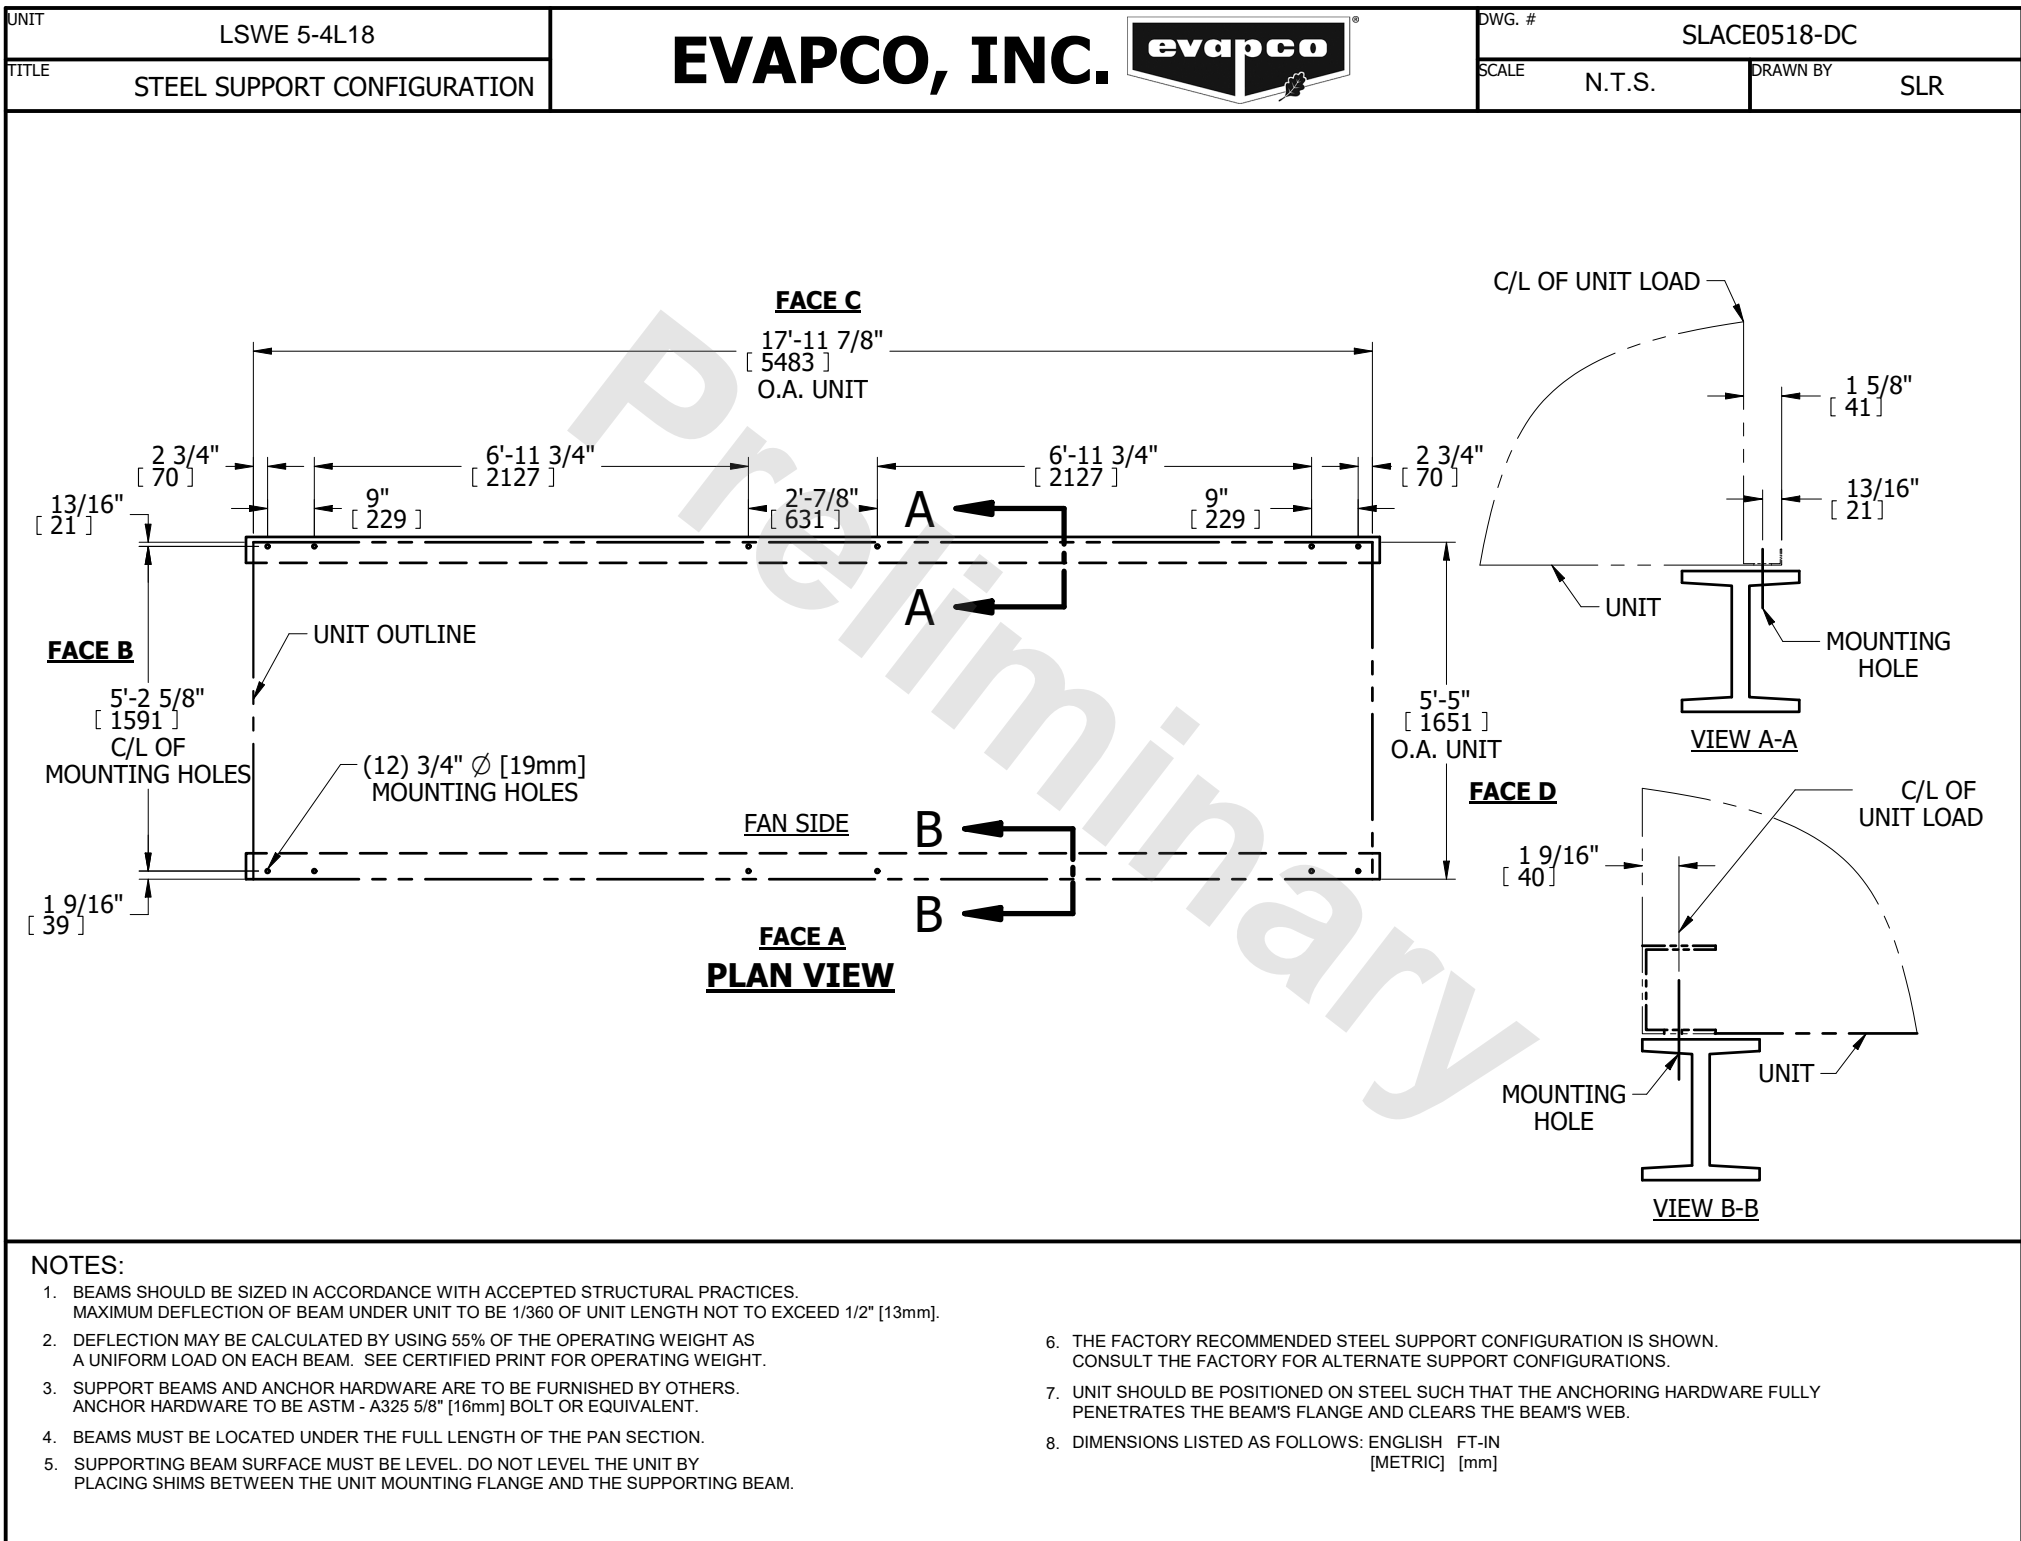 UNIT
LSWE 5-4L18
TITLE
STEEL SUPPORT CONFIGURATION
EVAPCO, INC.
evapco
®
DWG. #
SLACE0518-DC
SCALE
N.T.S.
DRAWN BY
SLR
FACE C
17'-11 7/8"
[ 5483 ]
O.A. UNIT
2 3/4"
[ 70 ]
6'-11 3/4"
[ 2127 ]
6'-11 3/4"
[ 2127 ]
2 3/4"
[ 70 ]
13/16"
[ 21 ]
9"
[ 229 ]
2'-7/8"
[ 631 ]
A
9"
[ 229 ]
A
FACE B
UNIT OUTLINE
5'-2 5/8"
[ 1591 ]
C/L OF
MOUNTING HOLES
5'-5"
[ 1651 ]
O.A. UNIT
(12) 3/4" ∅ [19mm]
MOUNTING HOLES
FACE D
FAN SIDE
B
B
1 9/16"
[ 39 ]
FACE A
PLAN VIEW
C/L OF UNIT LOAD
1 5/8"
[ 41 ]
13/16"
[ 21 ]
UNIT
MOUNTING
HOLE
VIEW A-A
C/L OF
UNIT LOAD
1 9/16"
[ 40 ]
UNIT
MOUNTING
HOLE
VIEW B-B
Preliminary
NOTES:
1. BEAMS SHOULD BE SIZED IN ACCORDANCE WITH ACCEPTED STRUCTURAL PRACTICES.
MAXIMUM DEFLECTION OF BEAM UNDER UNIT TO BE 1/360 OF UNIT LENGTH NOT TO EXCEED 1/2" [13mm].
2. DEFLECTION MAY BE CALCULATED BY USING 55% OF THE OPERATING WEIGHT AS
A UNIFORM LOAD ON EACH BEAM. SEE CERTIFIED PRINT FOR OPERATING WEIGHT.
3. SUPPORT BEAMS AND ANCHOR HARDWARE ARE TO BE FURNISHED BY OTHERS.
ANCHOR HARDWARE TO BE ASTM - A325 5/8" [16mm] BOLT OR EQUIVALENT.
4. BEAMS MUST BE LOCATED UNDER THE FULL LENGTH OF THE PAN SECTION.
5. SUPPORTING BEAM SURFACE MUST BE LEVEL. DO NOT LEVEL THE UNIT BY
PLACING SHIMS BETWEEN THE UNIT MOUNTING FLANGE AND THE SUPPORTING BEAM.
6. THE FACTORY RECOMMENDED STEEL SUPPORT CONFIGURATION IS SHOWN.
CONSULT THE FACTORY FOR ALTERNATE SUPPORT CONFIGURATIONS.
7. UNIT SHOULD BE POSITIONED ON STEEL SUCH THAT THE ANCHORING HARDWARE FULLY
PENETRATES THE BEAM'S FLANGE AND CLEARS THE BEAM'S WEB.
8. DIMENSIONS LISTED AS FOLLOWS: ENGLISH FT-IN
[METRIC] [mm]